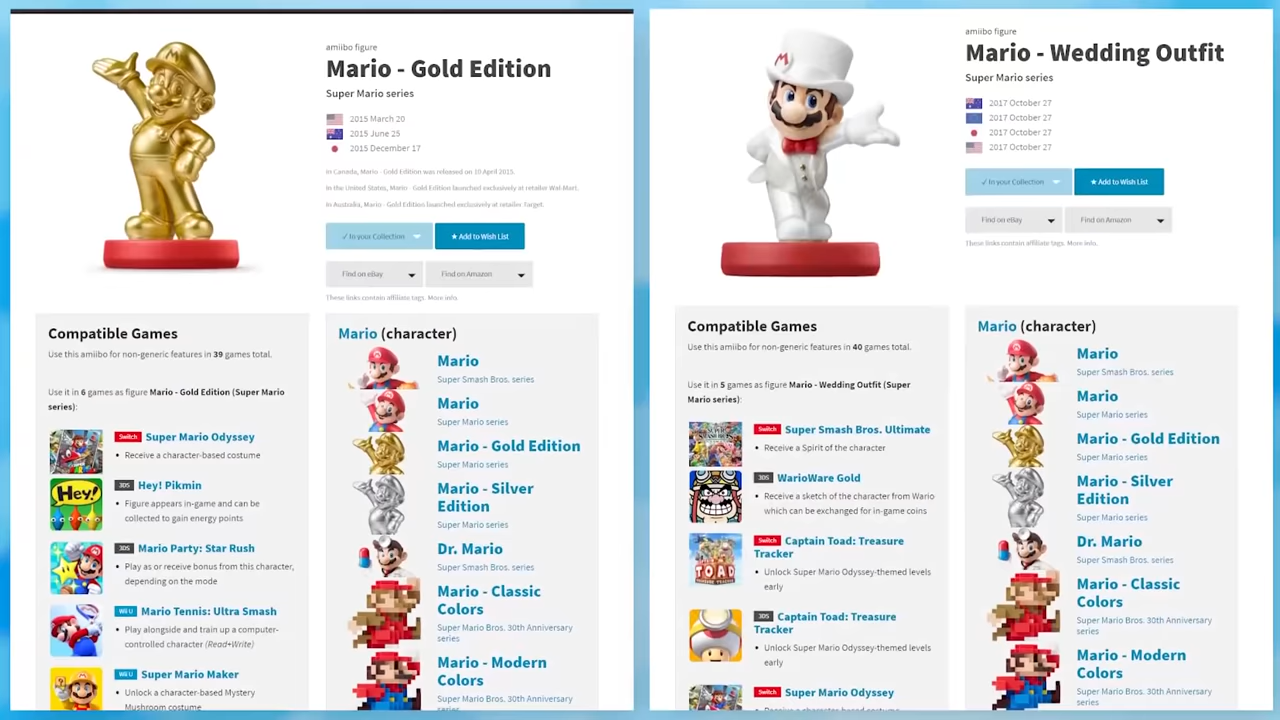 amiibo figure
Mario - Gold Edition
Super Mario series
2015 March 20
2015 June 25
2015 December 17
In Canada, Mario - Gold Edition was released on 10 April 2015.
In the United States, Mario - Gold Edition launched exclusively at retailer Wal-Mart.
In Australia, Mario - Gold Edition launched exclusively at retailer Target.
✓ In your Collection
★ Add to Wish List
Find on eBay
Find on Amazon
These links contain affiliate tags. More info.
Compatible Games
Use this amiibo for non-generic features in 39 games total.
Use it in 6 games as figure Mario - Gold Edition (Super Mario
series):
Switch Super Mario Odyssey
• Receive a character-based costume
HEY!
3DS Hey! Pikmin
• Figure appears in-game and can be
collected to gain energy points
3DS Mario Party: Star Rush
• Play as or receive bonus from this character,
depending on the mode
Wii U Mario Tennis: Ultra Smash
• Play alongside and train up a computer-
controlled character (Read+Write)
Wii U Super Mario Maker
• Unlock a character-based Mystery
Mushroom costume
Mario (character)
Mario
Super Smash Bros. series
Mario
Super Mario series
Mario - Gold Edition
Super Mario series
Mario - Silver
Edition
Super Mario series
Dr. Mario
Super Smash Bros. series
Mario - Classic
Colors
Super Mario Bros. 30th Anniversary
series
Mario - Modern
Colors
Super Mario Bros. 30th Anniversary
series
amiibo figure
Mario - Wedding Outfit
Super Mario series
2017 October 27
2017 October 27
2017 October 27
2017 October 27
✓ In your Collection
★ Add to Wish List
Find on eBay
Find on Amazon
These links contain affiliate tags. More info.
Compatible Games
Use this amiibo for non-generic features in 40 games total.
Use it in 5 games as figure Mario - Wedding Outfit (Super
Mario series):
Switch Super Smash Bros. Ultimate
• Receive a Spirit of the character
3DS WarioWare Gold
• Receive a sketch of the character from Wario
which can be exchanged for in-game coins
TOAD
Switch Captain Toad: Treasure
Tracker
• Unlock Super Mario Odyssey-themed levels
early
3DS Captain Toad: Treasure
Tracker
• Unlock Super Mario Odyssey-themed levels
early
Switch Super Mario Odyssey
• Receive a character-based costume
Mario (character)
Mario
Super Smash Bros. series
Mario
Super Mario series
Mario - Gold Edition
Super Mario series
Mario - Silver
Edition
Super Mario series
Dr. Mario
Super Smash Bros. series
Mario - Classic
Colors
Super Mario Bros. 30th Anniversary
series
Mario - Modern
Colors
Super Mario Bros. 30th Anniversary
series